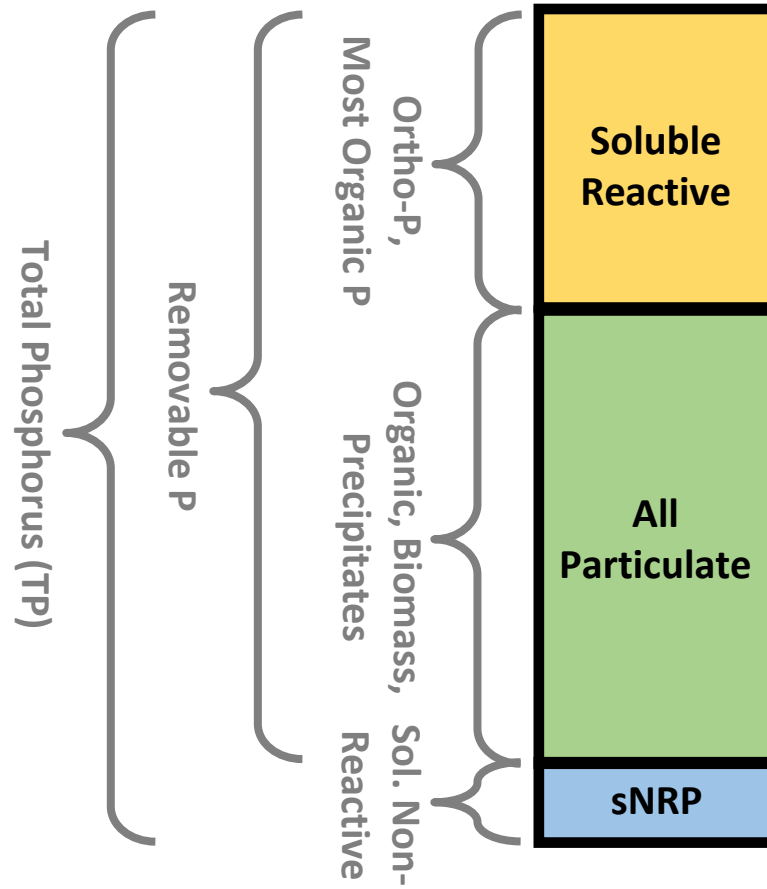 Total Phosphorus (TP)
Removable P
Ortho-P,
Most Organic P
Organic, Biomass,
Precipitates
Sol. Non-
Reactive
Soluble
Reactive
All
Particulate
sNRP